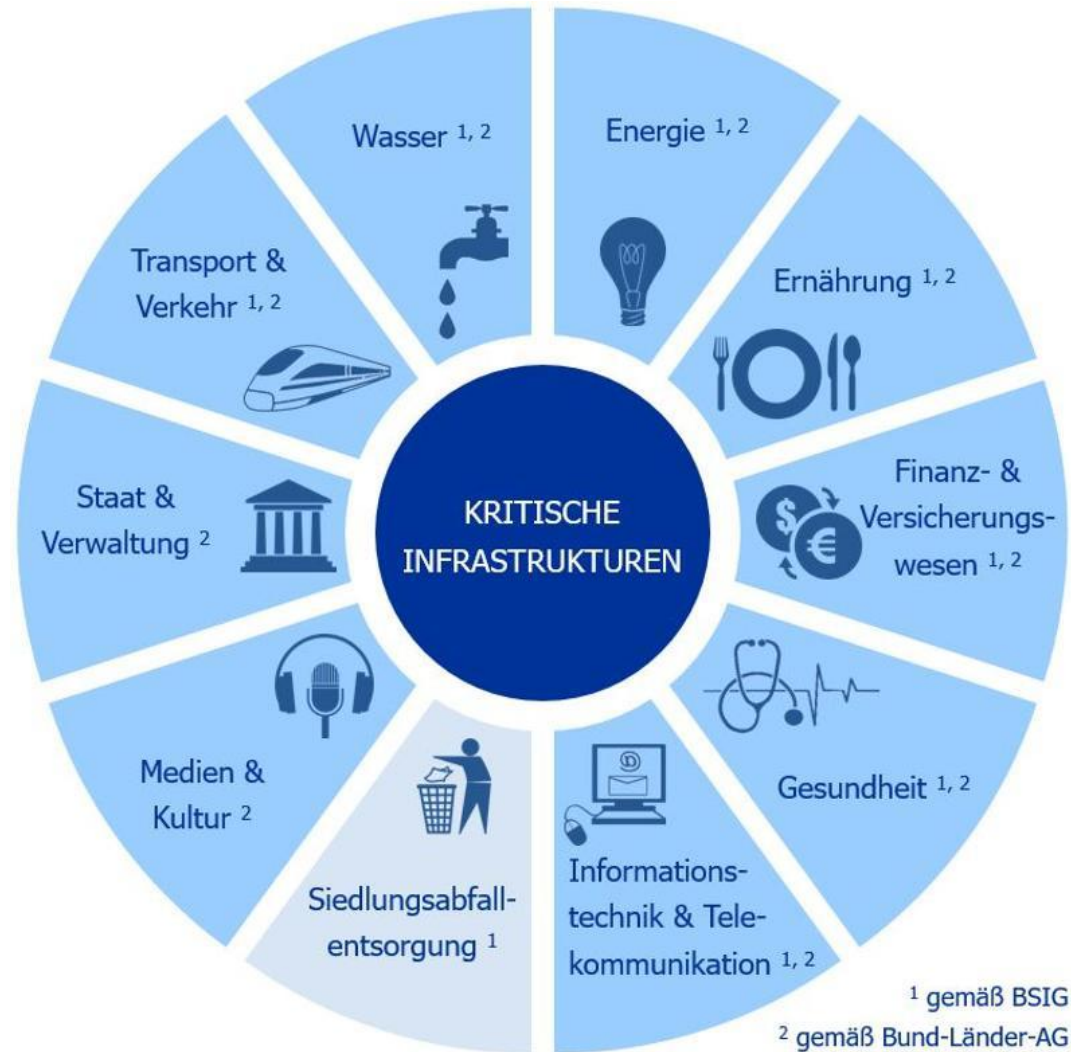 Wasser 1, 2
Energie 1, 2
Transport &
Verkehr 1, 2
Ernährung 1, 2
Staat &
Verwaltung 2
KRITISCHE
INFRASTRUKTUREN
Finanz- &
Versicherungs-
wesen 1, 2
$
€
Medien &
Kultur 2
Gesundheit 1, 2
Siedlungsabfall-
entsorgung 1
@
Informations-
technik & Tele-
kommunikation 1, 2
1 gemäß BSIG
2 gemäß Bund-Länder-AG